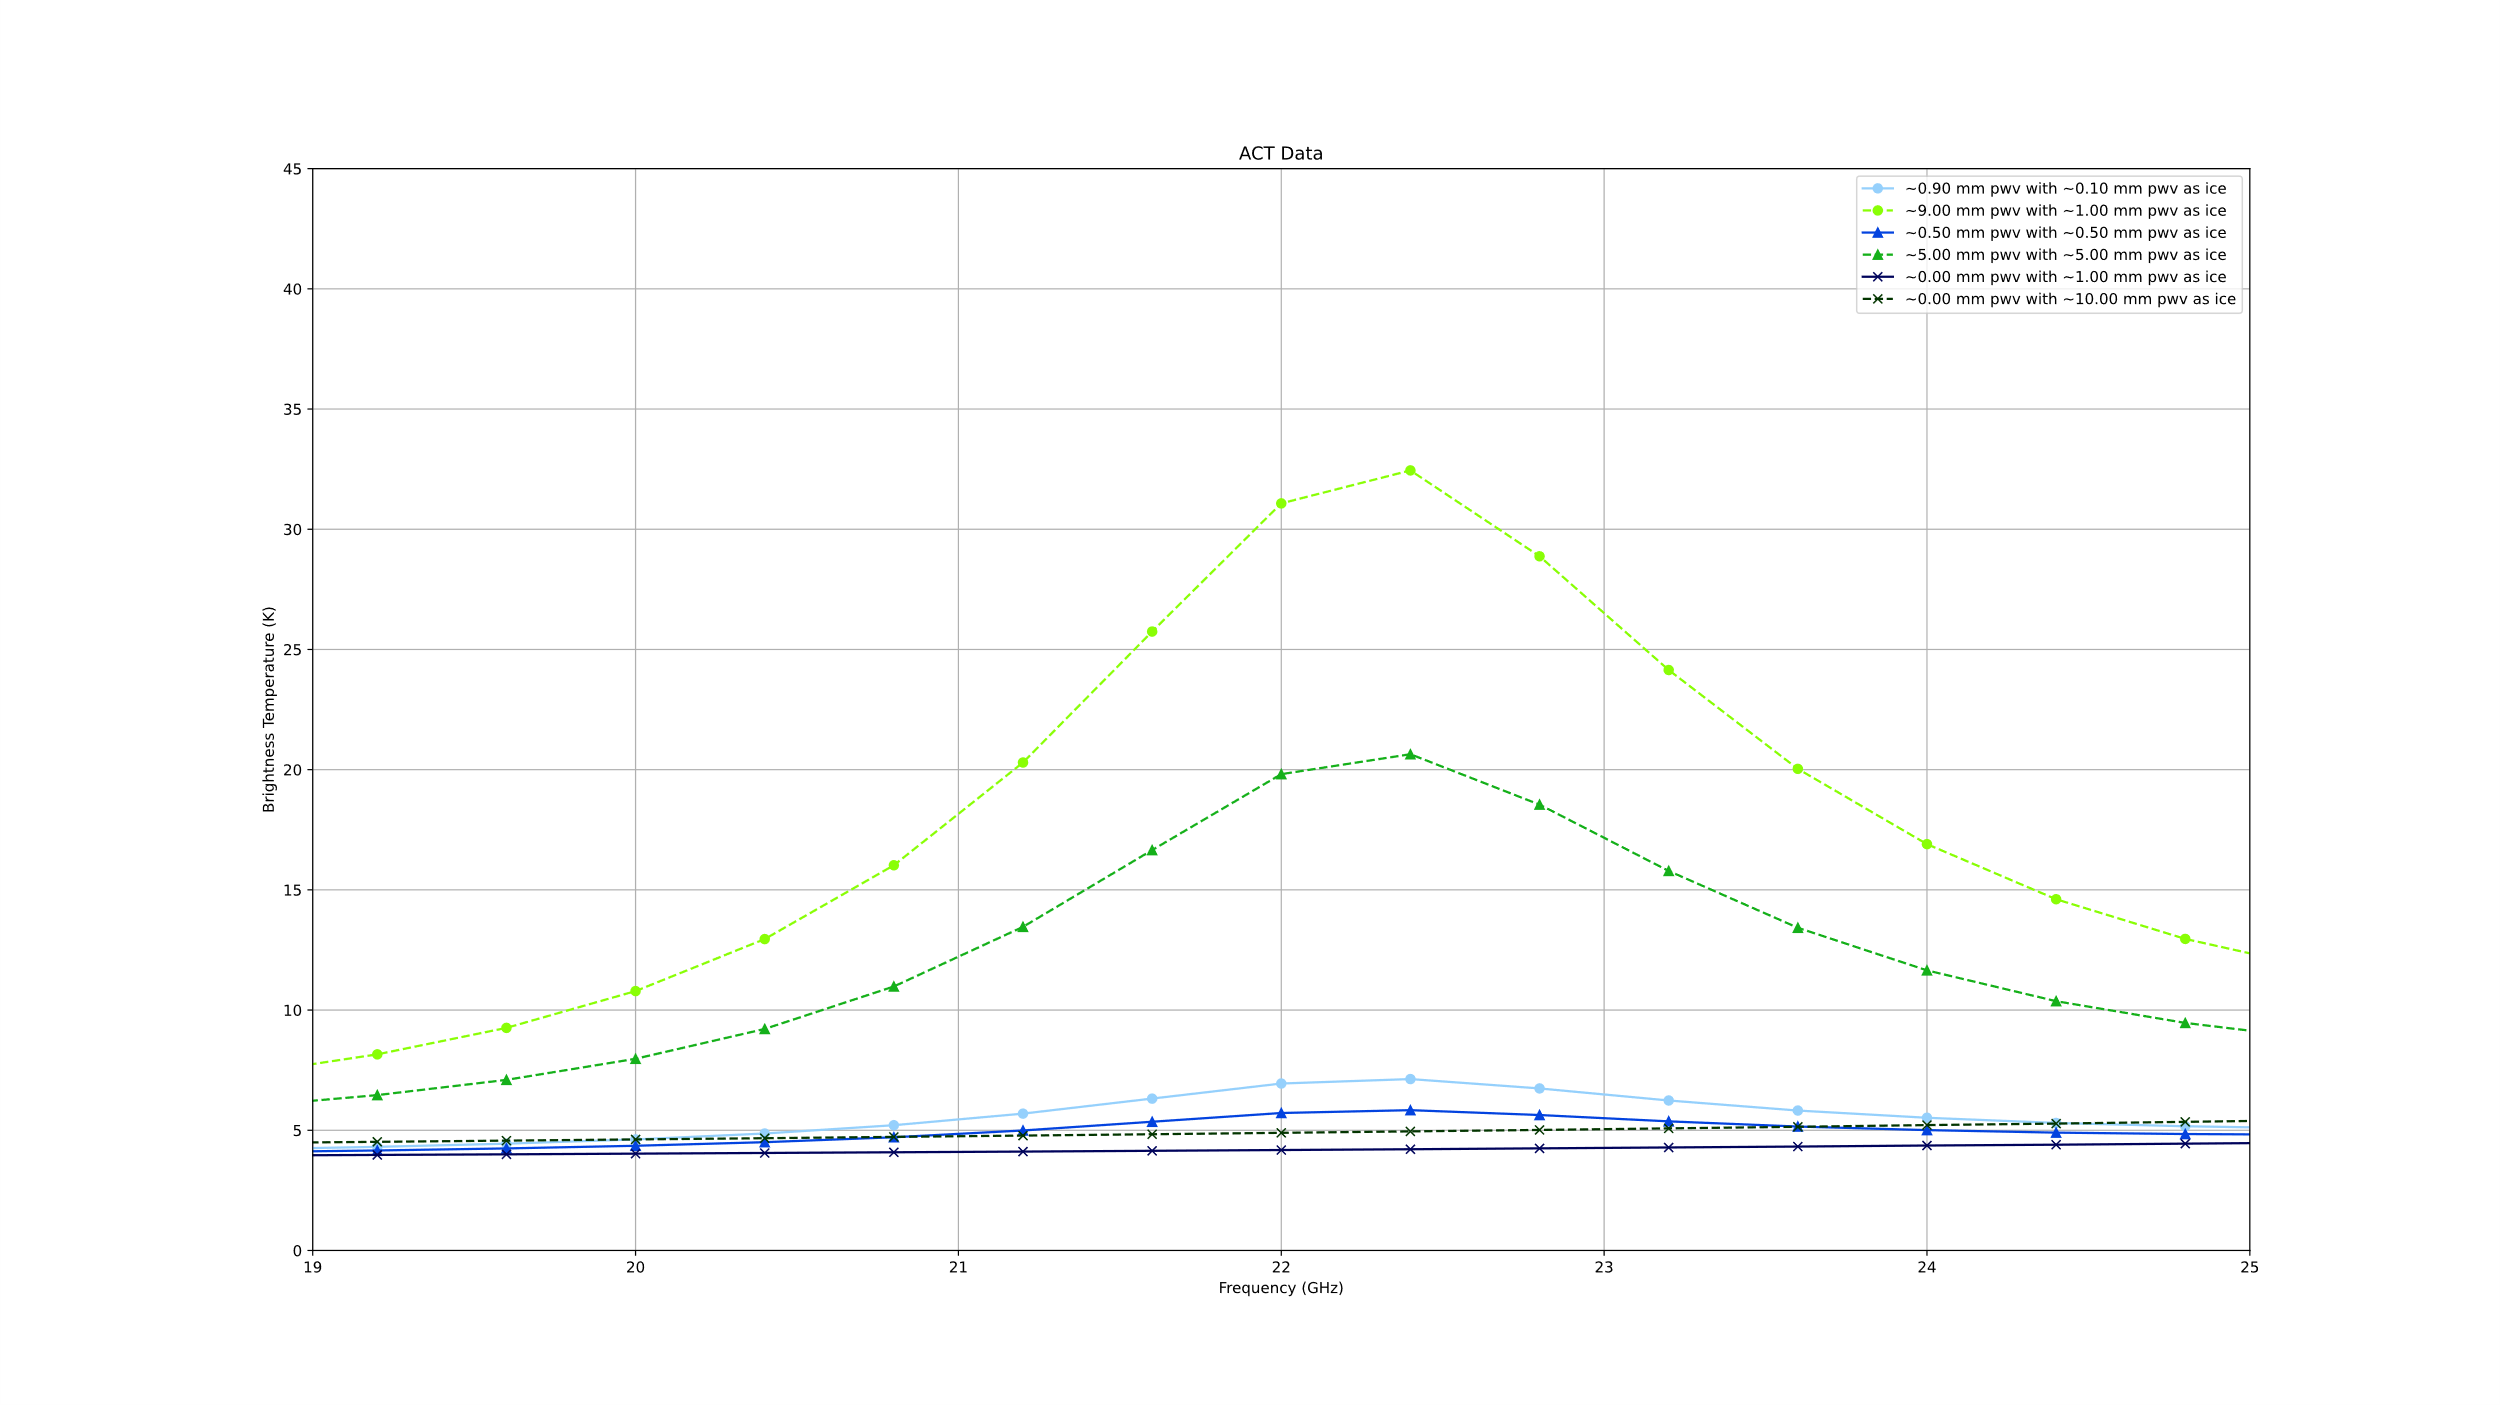 ACT Data
45
40
35
30
25
20
15
10
5
0
Brightness Temperature (K)
~0.90 mm pwv with ~0.10 mm pwv as ice
~9.00 mm pwv with ~1.00 mm pwv as ice
~0.50 mm pwv with ~0.50 mm pwv as ice
~5.00 mm pwv with ~5.00 mm pwv as ice
~0.00 mm pwv with ~1.00 mm pwv as ice
~0.00 mm pwv with ~10.00 mm pwv as ice
19 20 21 22 23 24 25
Frequency (GHz)